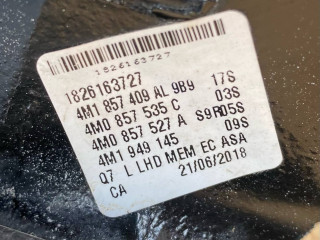 1826163727
1826163727
4M1 857 409 AL 9B9 17S
4M0 857 535 C 03S
4M0 857 527 A S9R05S
4M1 949 145 09S
Q7 L LHD MEM EC ASA
CA 21/06/2018